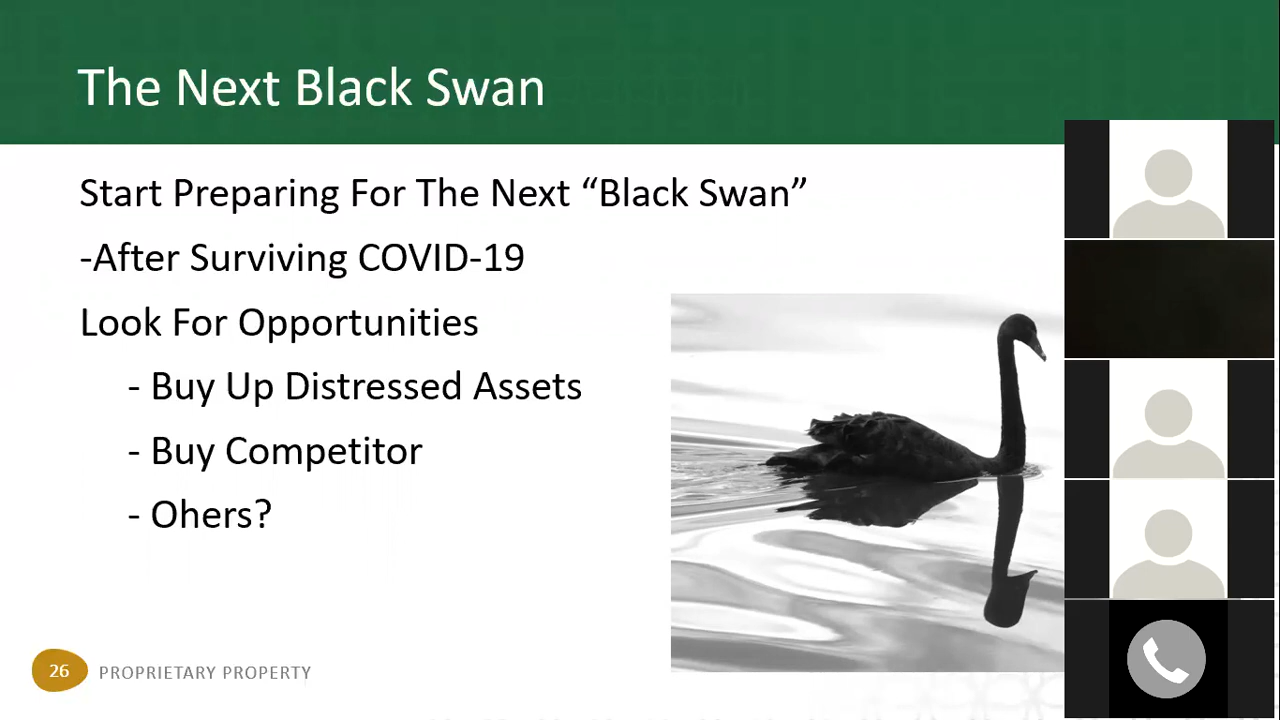 The Next Black Swan
Start Preparing For The Next “Black Swan”
-After Surviving COVID-19
Look For Opportunities
- Buy Up Distressed Assets
- Buy Competitor
- Ohers?
26 PROPRIETARY PROPERTY